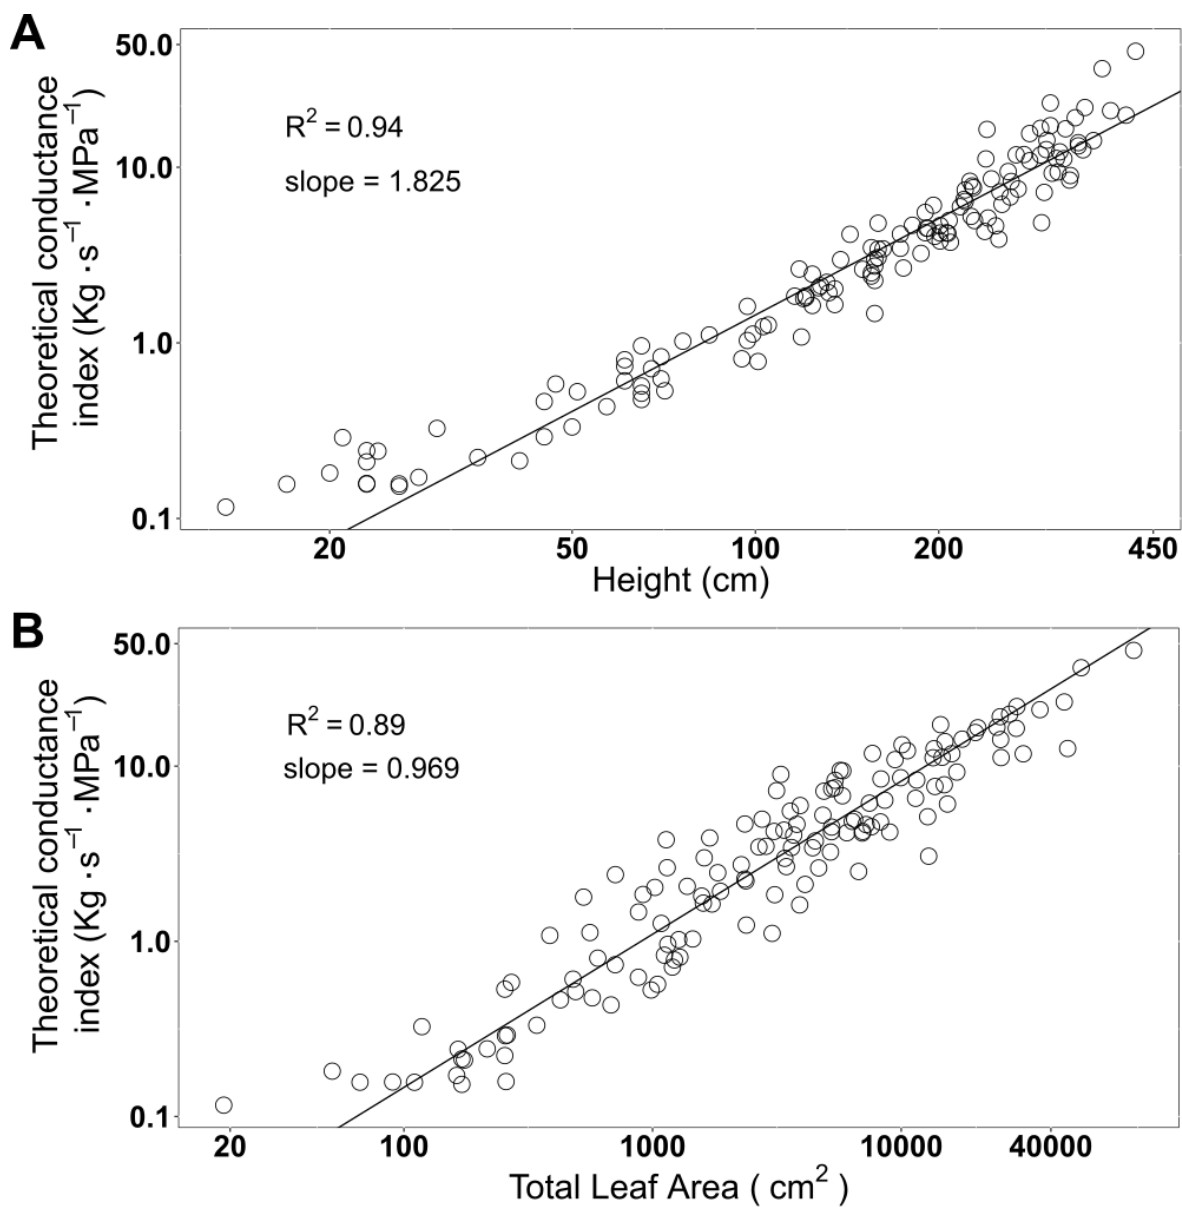 A
50.0
10.0
1.0
0.1
Theoretical conductance
index (Kg · s⁻¹ · MPa⁻¹)
R² = 0.94
slope = 1.825
20 50 100 200 450
Height (cm)
B
50.0
10.0
1.0
0.1
Theoretical conductance
index (Kg · s⁻¹ · MPa⁻¹)
R² = 0.89
slope = 0.969
20 100 1000 10000 40000
Total Leaf Area ( cm² )